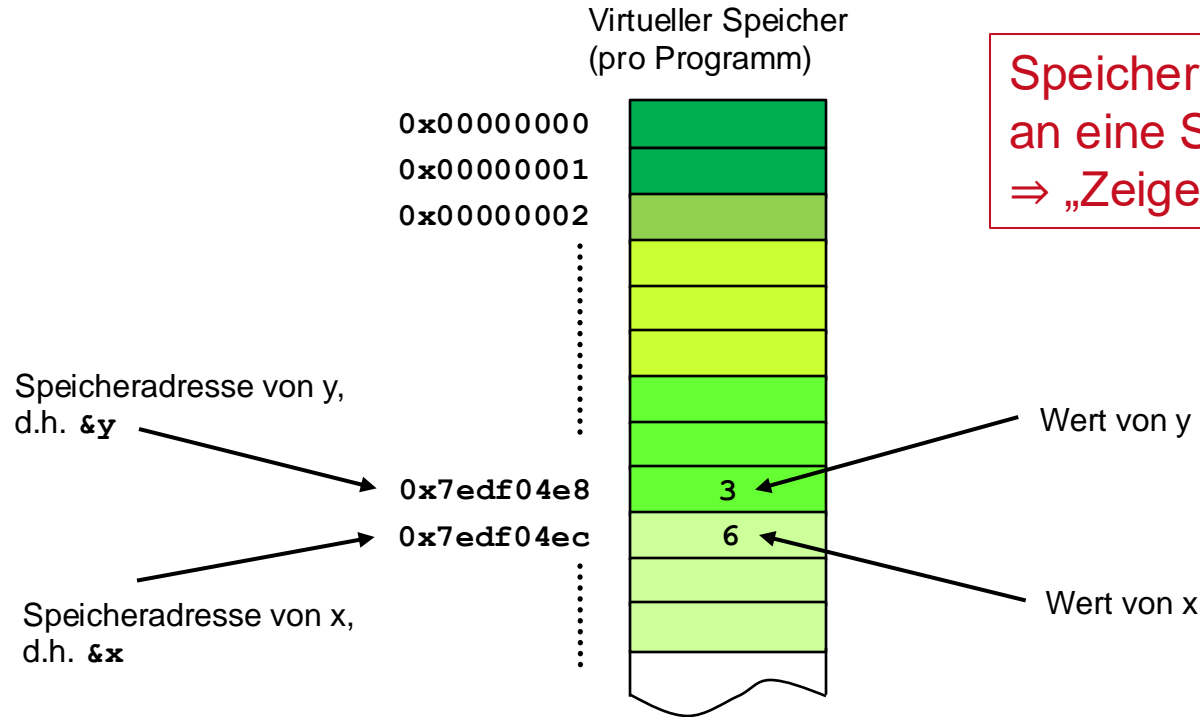 Virtueller Speicher
(pro Programm)
Speicher
an eine S
⇒ „Zeige
0x00000000
0x00000001
0x00000002
Speicheradresse von y,
d.h. &y
Wert von y
0x7edf04e8 3
0x7edf04ec 6
Speicheradresse von x,
d.h. &x
Wert von x